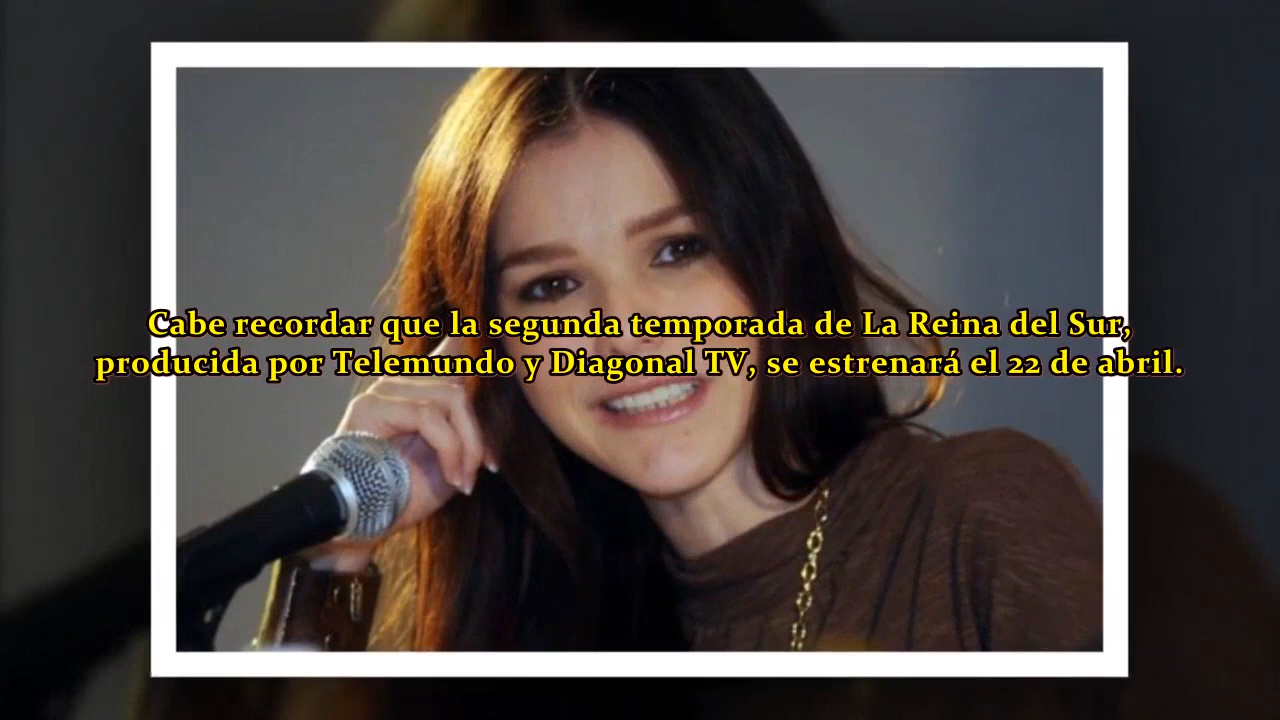 Cabe recordar que la segunda temporada de La Reina del Sur,
producida por Telemundo y Diagonal TV, se estrenará el 22 de abril.